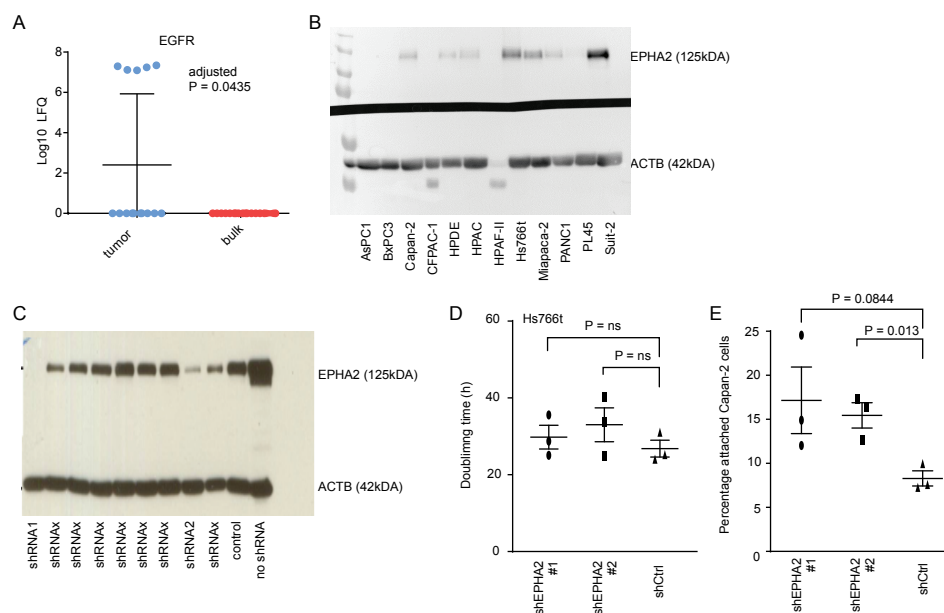 A
EGFR
adjusted
P = 0.0435
Log10 LFQ
8
6
4
2
0
tumor
bulk
B
EPHA2 (125kDA)
ACTB (42kDA)
AsPC1
BxPC3
Capan-2
CFPAC-1
HPDE
HPAC
HPAF-II
Hs766t
Miapaca-2
PANC1
PL45
Suit-2
C
EPHA2 (125kDA)
ACTB (42kDA)
shRNA1
shRNAx
shRNAx
shRNAx
shRNAx
shRNAx
shRNAx
shRNA2
shRNAx
control
no shRNA
D
Hs766t
P = ns
P = ns
Doublimng time (h)
60
40
20
0
shEPHA2
#1
shEPHA2
#2
shCtrl
E
P = 0.0844
P = 0.013
Percentage attached Capan-2 cells
25
20
15
10
5
0
shEPHA2
#1
shEPHA2
#2
shCtrl